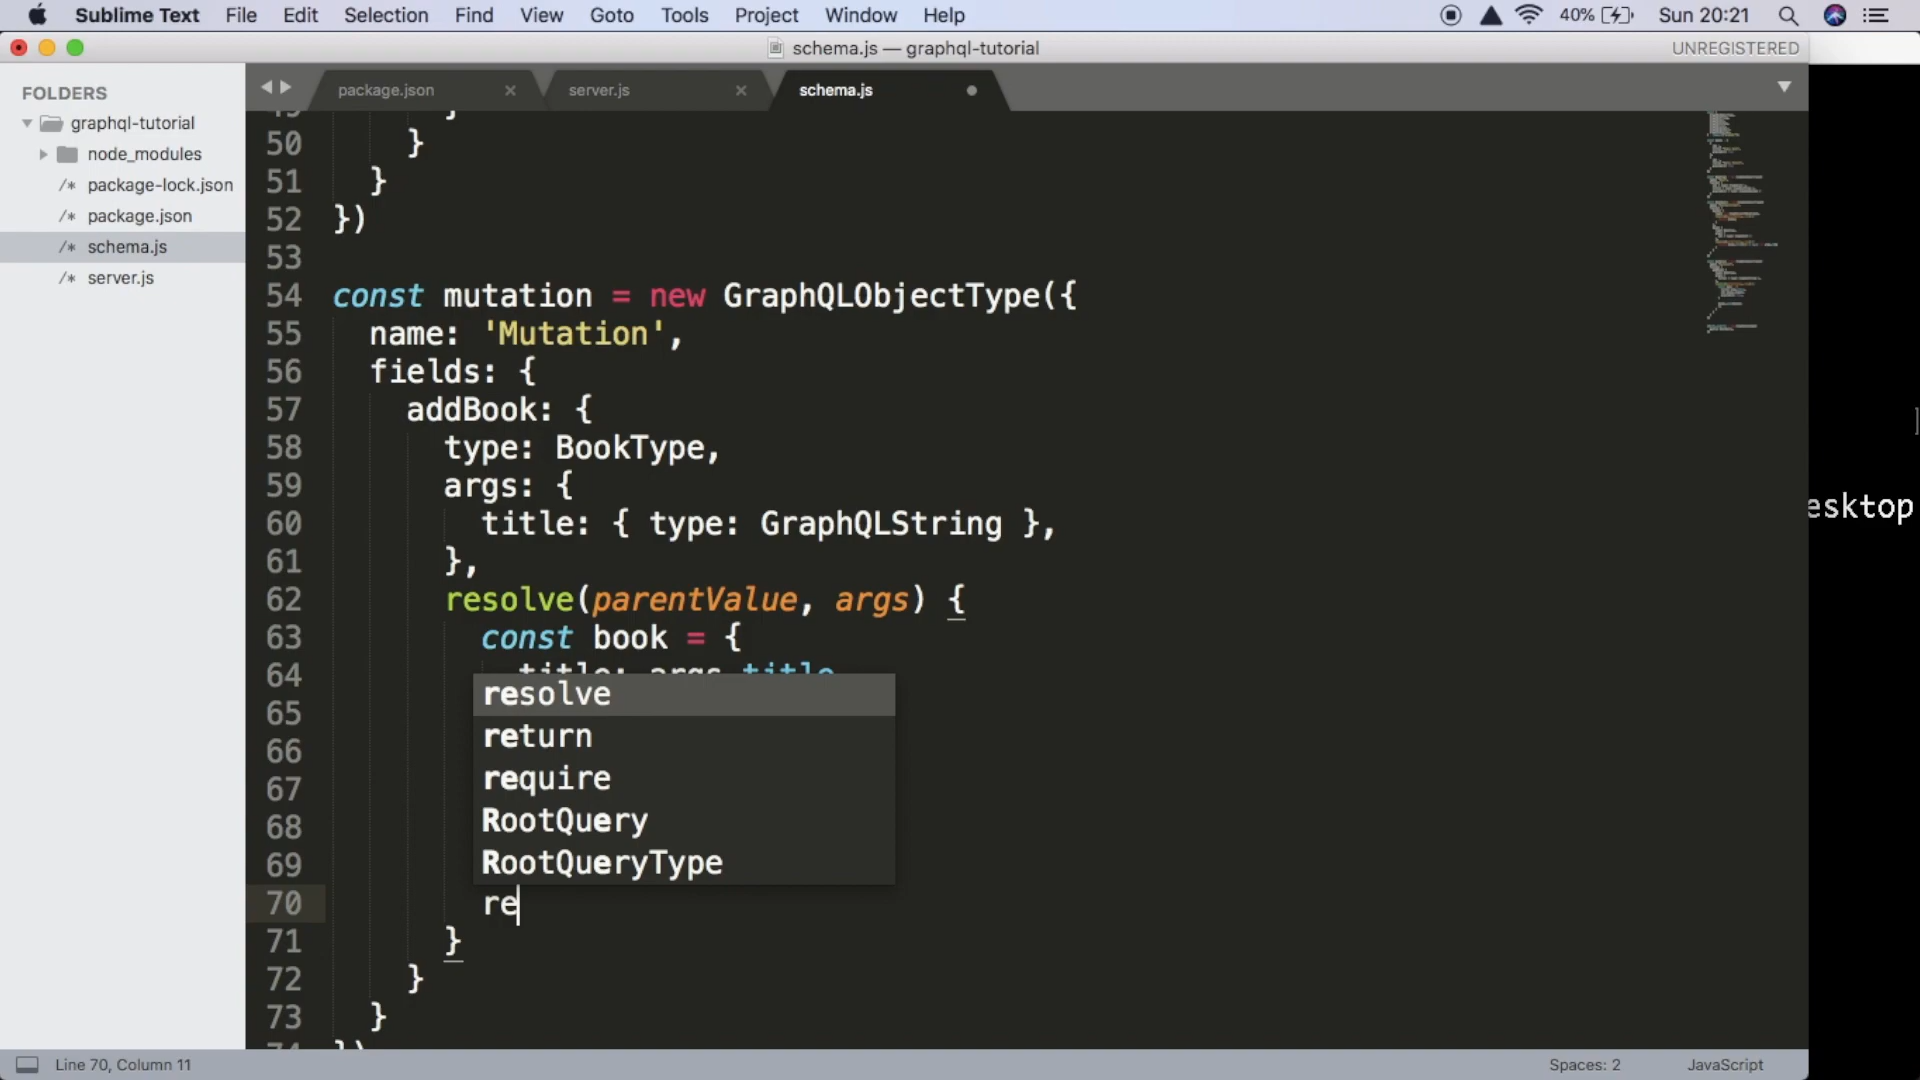 Sublime Text File Edit Selection Find View Goto Tools Project Window Help 40% Sun 20:21
schema.js — graphql-tutorial UNREGISTERED
FOLDERS
graphql-tutorial
node_modules
/* package-lock.json
/* package.json
/* schema.js
/* server.js
package.json × server.js × schema.js
50 }
51 }
52 })
53
54 const mutation = new GraphQLObjectType({
55 name: 'Mutation',
56 fields: {
57 addBook: {
58 type: BookType,
59 args: {
60 title: { type: GraphQLString },
61 },
62 resolve(parentValue, args) {
63 const book = {
64 title: args.title
65
66
67
68
69
resolve
return
require
RootQuery
RootQueryType
70 re
71 }
72 }
73 }
esktop
Line 70, Column 11 Spaces: 2 JavaScript